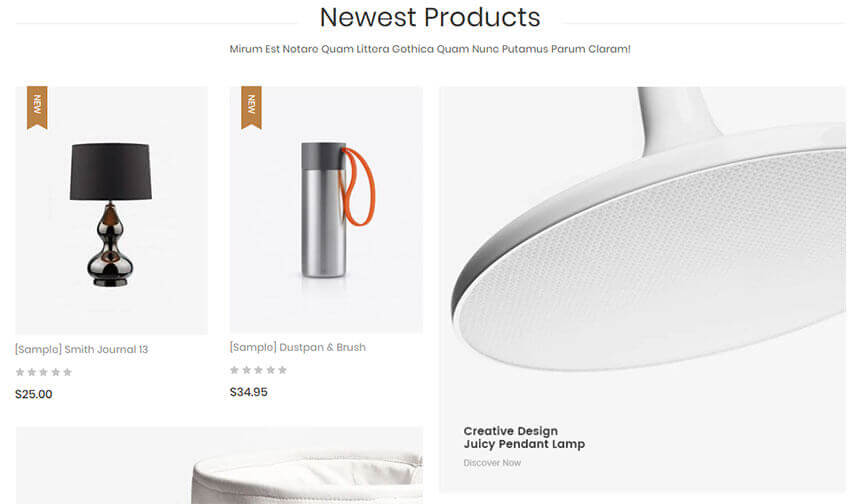 Newest Products
Mirum Est Notare Quam Littera Gothica Quam Nunc Putamus Parum Claram!
NEW
NEW
[Sample] Smith Journal 13
$25.00
[Sample] Dustpan & Brush
$34.95
Creative Design
Juicy Pendant Lamp
Discover Now